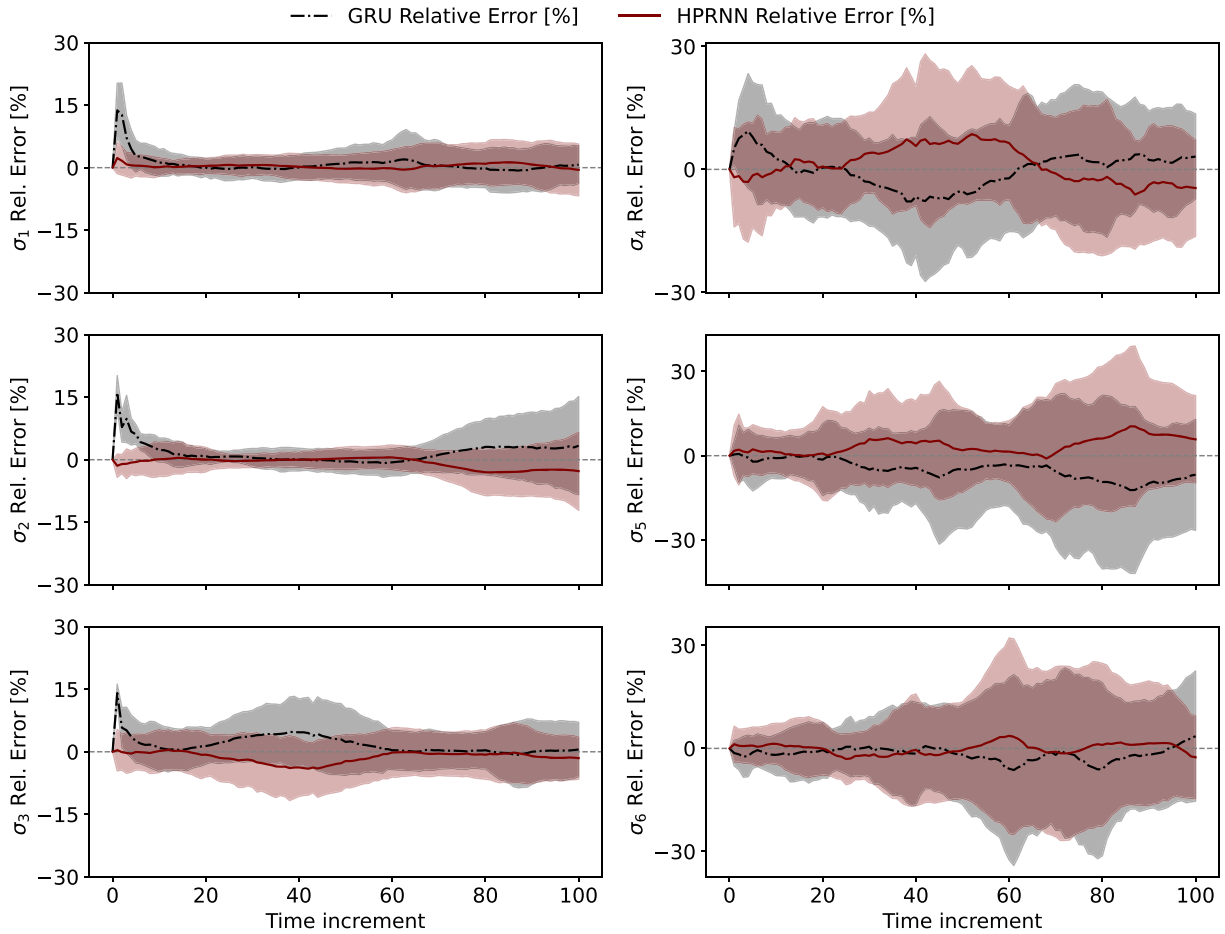 GRU Relative Error [%] HPRNN Relative Error [%]
30
15
0
−15
−30
σ1 Rel. Error [%]
30
0
−30
σ4 Rel. Error [%]
30
15
0
−15
−30
σ2 Rel. Error [%]
30
0
−30
σ5 Rel. Error [%]
30
15
0
−15
−30
σ3 Rel. Error [%]
0 20 40 60 80 100
Time increment
30
0
−30
σ6 Rel. Error [%]
0 20 40 60 80 100
Time increment